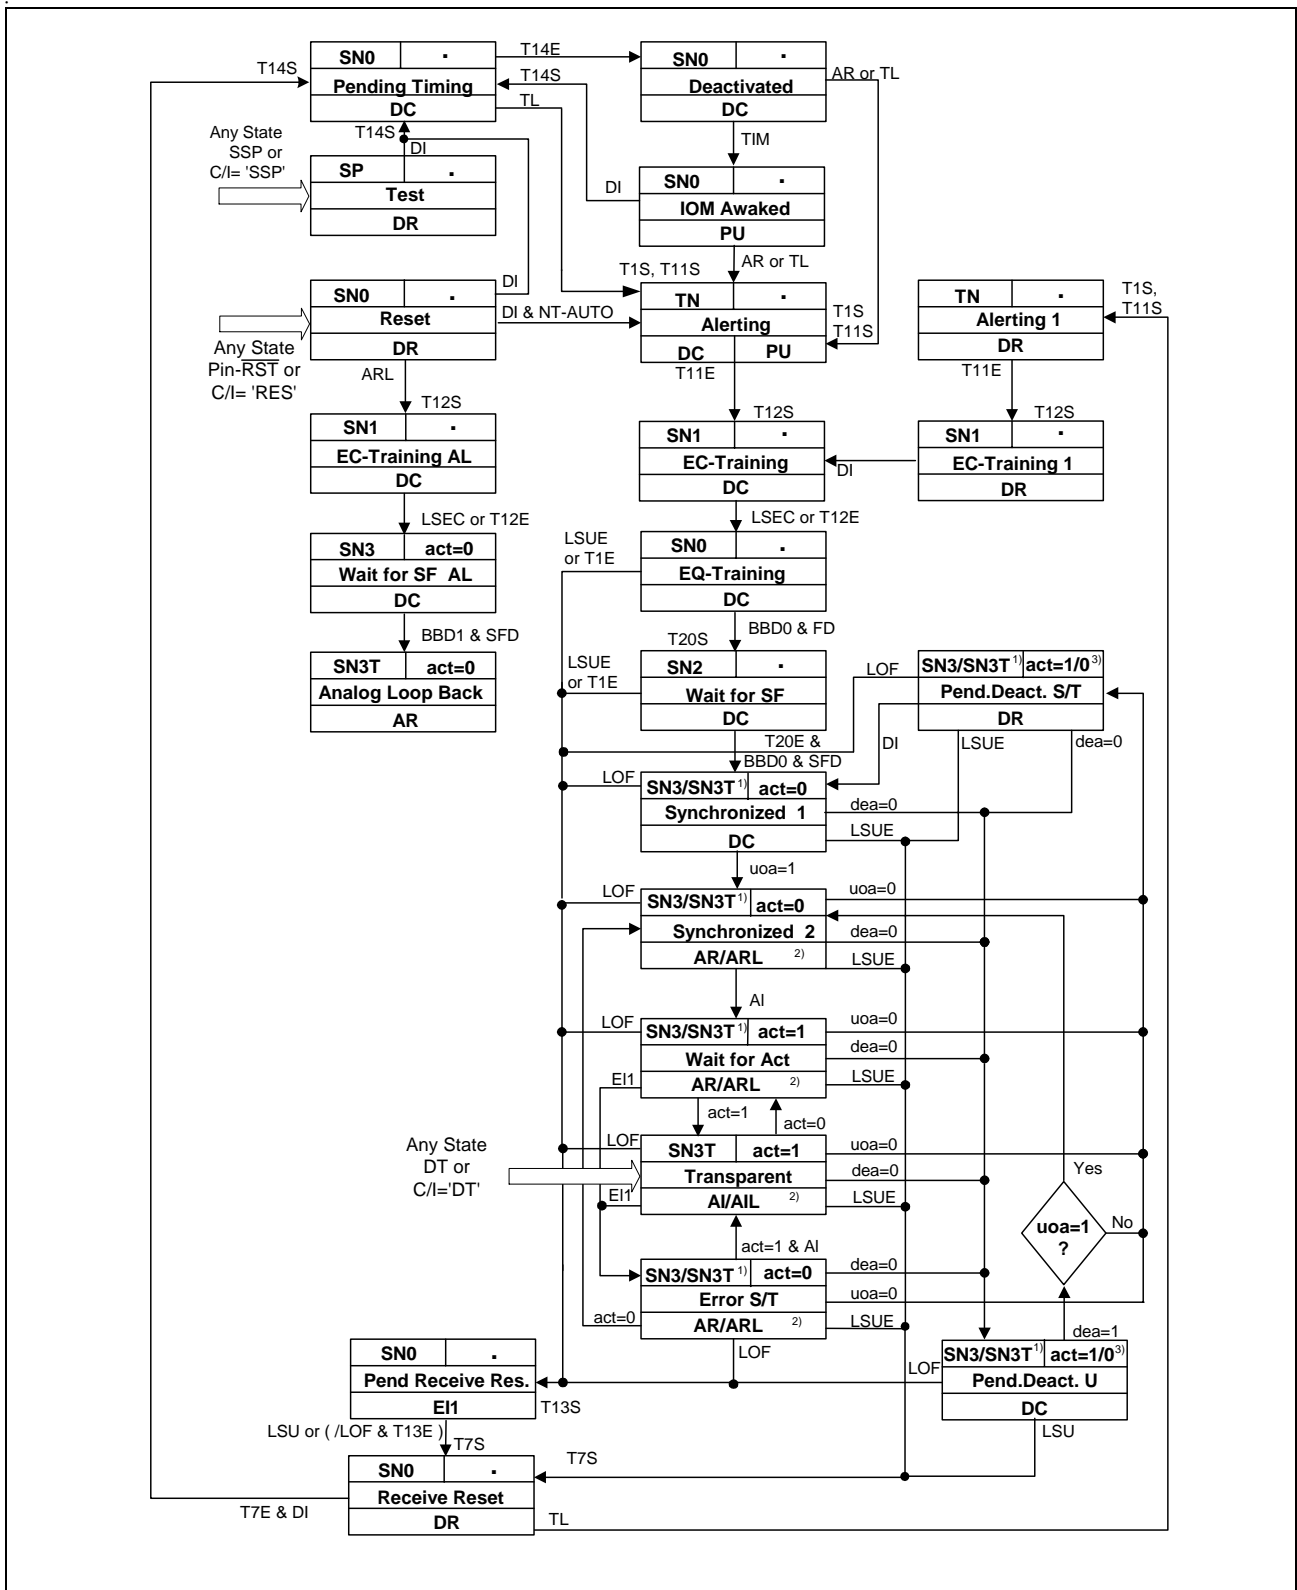 :
SN0 .
Pending Timing
DC
T14S
T14E
T14S
TL
SN0 .
Deactivated
DC
AR or TL
T14S
DI
TIM
Any State
SSP or
C/I= 'SSP'
SP .
Test
DR
DI
SN0 .
IOM Awaked
PU
AR or TL
T1S, T11S
DI
SN0 .
Reset
DR
DI & NT-AUTO
Any State
Pin-RST or
C/I= 'RES'
ARL
TN .
Alerting
DC PU
T1S
T11S
TN .
Alerting 1
DR
T1S,
T11S
T11E
T11E
T12S
T12S
T12S
SN1 .
EC-Training AL
DC
SN1 .
EC-Training
DC
DI
SN1 .
EC-Training 1
DR
LSEC or T12E
LSEC or T12E
SN3 act=0
Wait for SF AL
DC
LSUE
or T1E
SN0 .
EQ-Training
DC
BBD1 & SFD
T20S
BBD0 & FD
SN3T act=0
Analog Loop Back
AR
LSUE
or T1E
SN2 .
Wait for SF
DC
LOF
SN3/SN3T 1) act=1/0 3)
Pend.Deact. S/T
DR
T20E &
BBD0 & SFD
DI
LSUE
dea=0
LOF
SN3/SN3T 1) act=0
Synchronized 1
DC
dea=0
LSUE
uoa=1
LOF
SN3/SN3T 1) act=0
Synchronized 2
AR/ARL 2)
uoa=0
dea=0
LSUE
AI
LOF
SN3/SN3T 1) act=1
Wait for Act
AR/ARL 2)
uoa=0
dea=0
LSUE
EI1
act=1
act=0
Any State
DT or
C/I='DT'
LOF
SN3T act=1
Transparent
AI/AIL 2)
uoa=0
dea=0
LSUE
EI1
Yes
uoa=1
?
No
act=1 & AI
SN3/SN3T 1) act=0
Error S/T
AR/ARL 2)
dea=0
uoa=0
LSUE
act=0
LOF
dea=1
SN0 .
Pend Receive Res.
EI1
T13S
LOF
SN3/SN3T 1) act=1/0 3)
Pend.Deact. U
DC
LSU
LSU or ( /LOF & T13E )
T7S
T7S
SN0 .
Receive Reset
DR
T7E & DI
TL